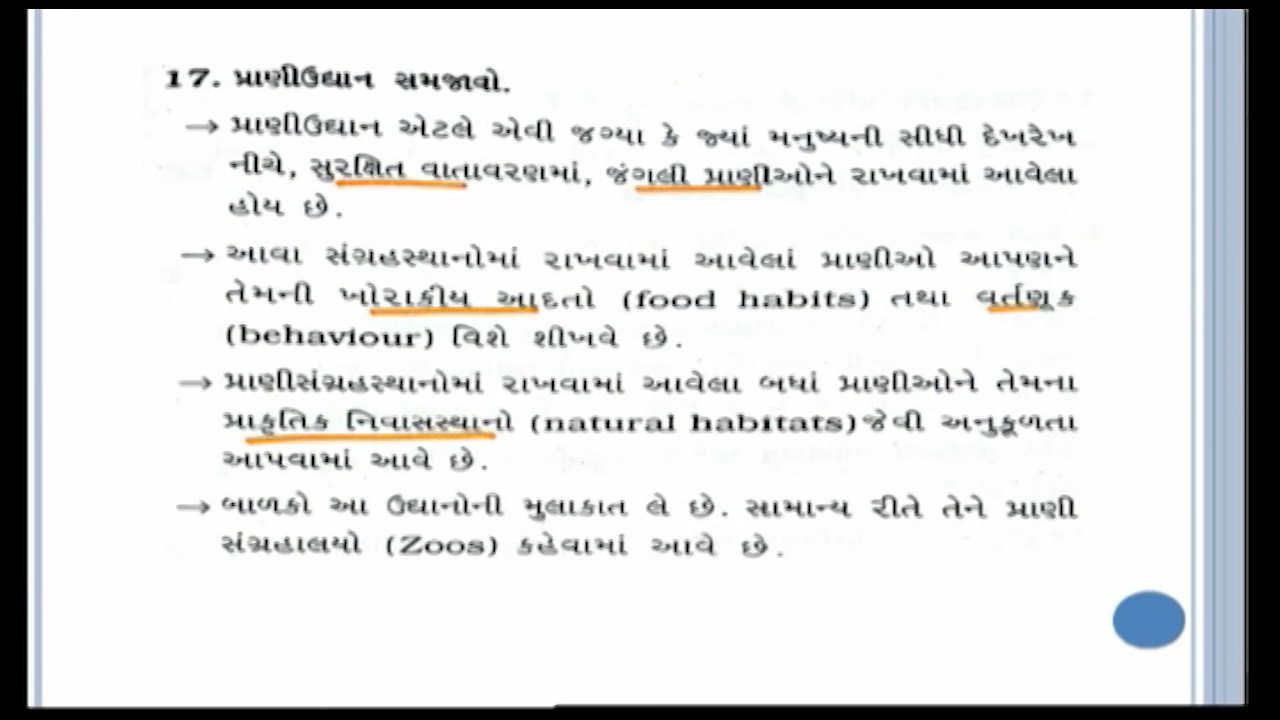 17. પ્રાણીઉદ્યાન સમજાવો.
→ પ્રાણીઉદ્યાન એટલે એવી જગ્યા કે જ્યાં મનુષ્યની સીધી દેખરેખ
નીચે, સુરક્ષિત વાતાવરણમાં, જંગલી પ્રાણીઓને રાખવામાં આવેલા
હોય છે.
→ આવા સંગ્રહસ્થાનોમાં રાખવામાં આવેલાં પ્રાણીઓ આપણને
તેમની ખોરાકીય આદતો (food habits) તથા વર્તણૂક
(behaviour) વિશે શીખવે છે.
→ પ્રાણીસંગ્રહસ્થાનોમાં રાખવામાં આવેલા બધાં પ્રાણીઓને તેમના
પ્રાકૃતિક નિવાસસ્થાનો (natural habitats) જેવી અનુકૂળતા
આપવામાં આવે છે.
→ બાળકો આ ઉદ્યાનોની મુલાકાત લે છે. સામાન્ય રીતે તેને પ્રાણી
સંગ્રહાલયો (Zoos) કહેવામાં આવે છે.